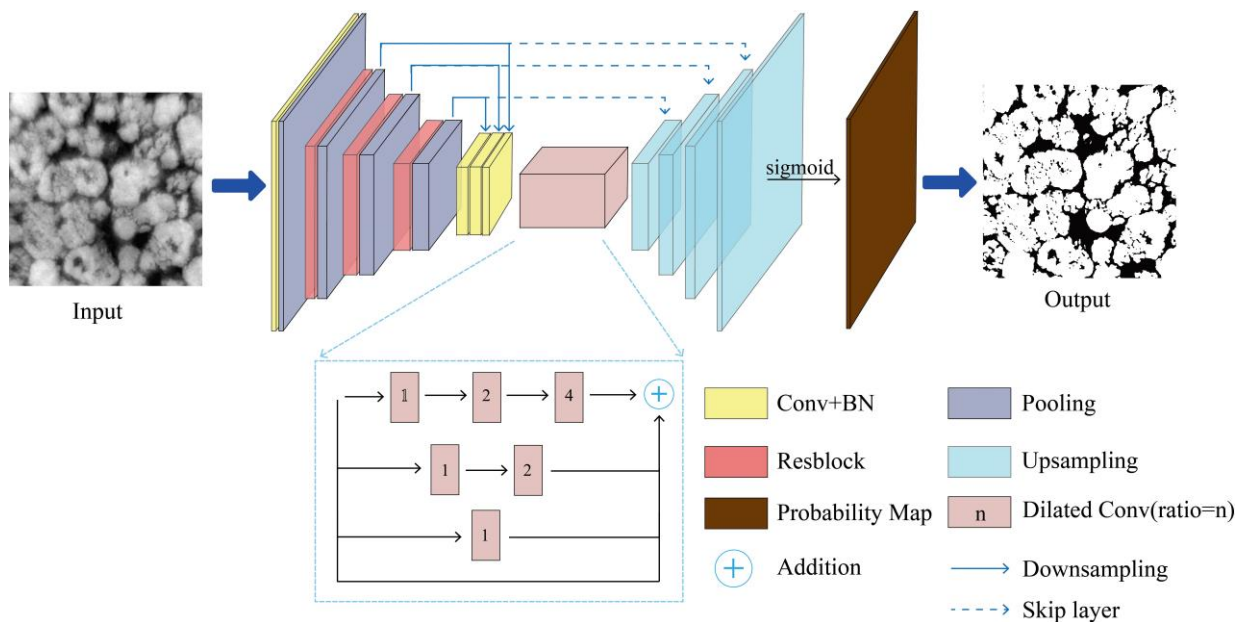 sigmoid
Input
Output
1
2
4
1
2
1
Conv+BN
Pooling
Resblock
Upsampling
Probability Map
n
Dilated Conv(ratio=n)
Addition
Downsampling
Skip layer